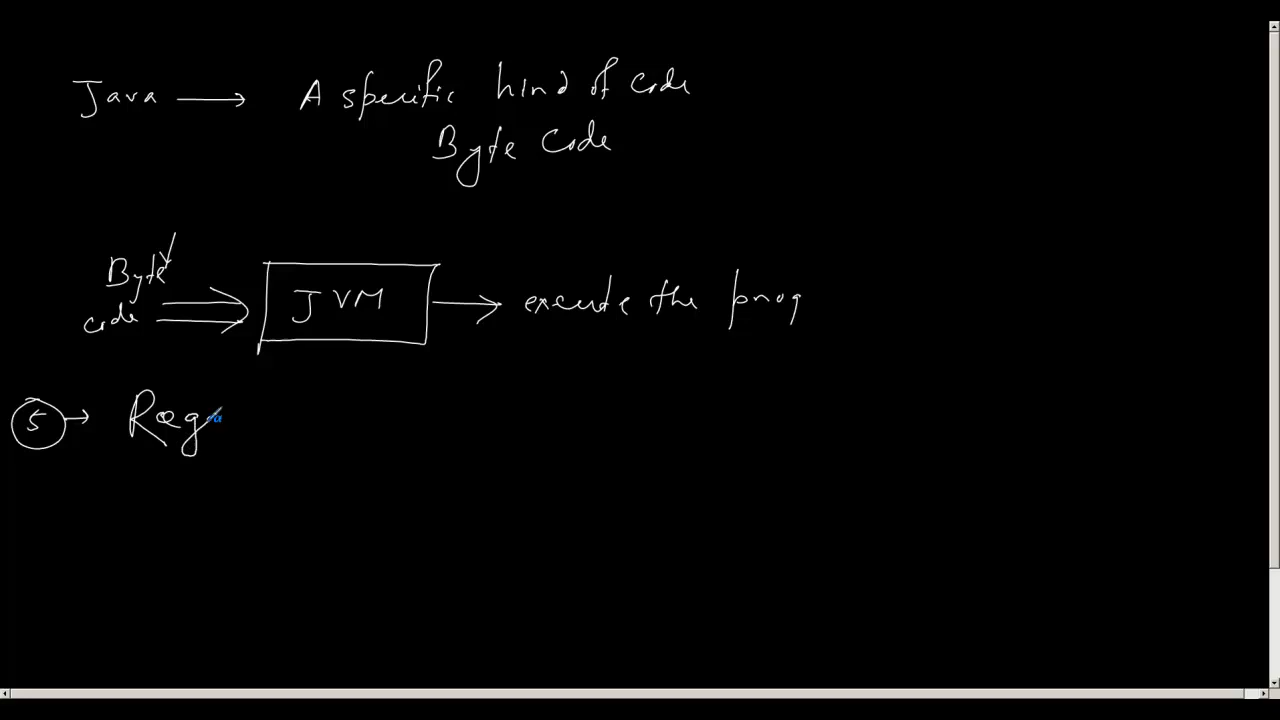 Java → A specific kind of code
Byte Code
Byte
code
JVM → execute the prog
5 → Reg